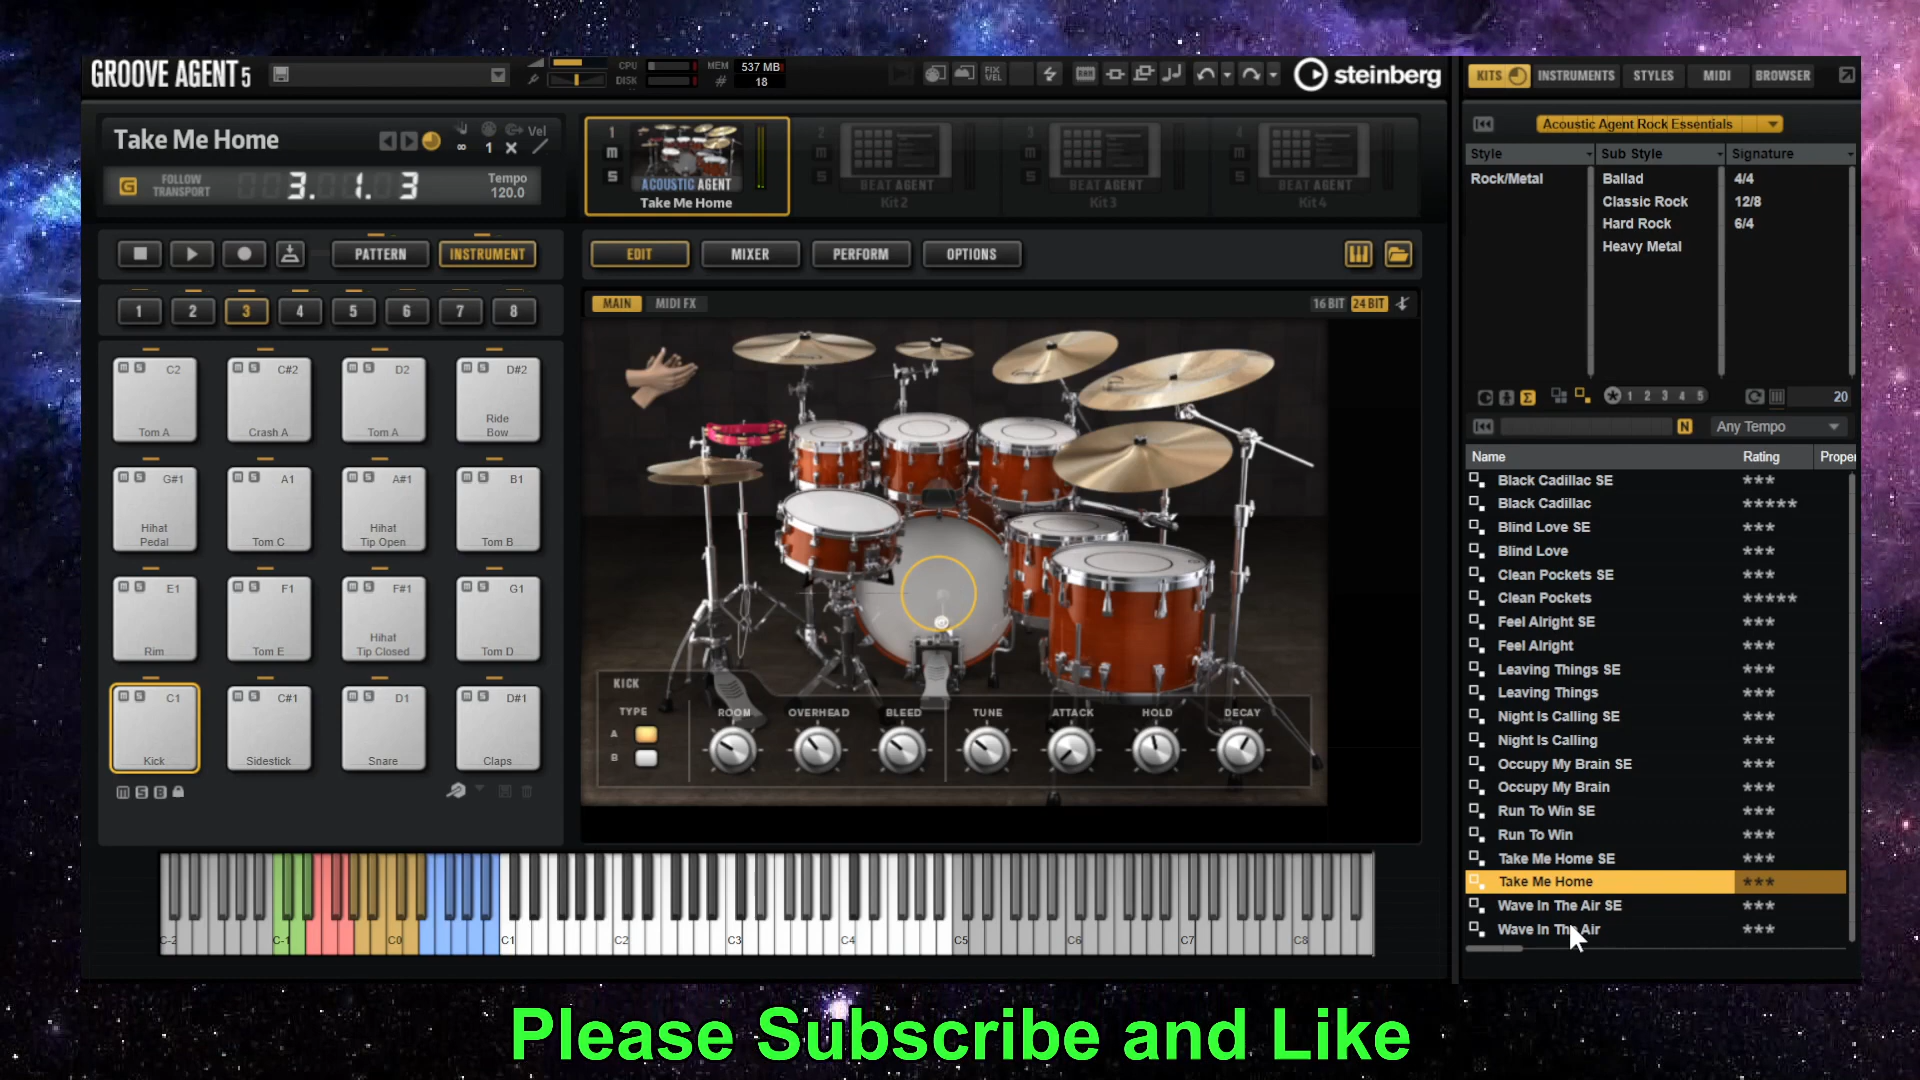 GROOVE AGENT 5
CPU
DISK
MEM
#
537 MB
18
FIX
VEL
steinberg
KITS
INSTRUMENTS
STYLES
MIDI
BROWSER
Take Me Home
∞
1
Vel
G
FOLLOW
TRANSPORT
3. 1. 3
Tempo
120.0
1
m
S
ACOUSTIC AGENT
Take Me Home
2
m
S
BEAT AGENT
Kit 2
3
m
S
BEAT AGENT
Kit 3
4
m
S
BEAT AGENT
Kit 4
Acoustic Agent Rock Essentials
Style
Sub Style
Signature
Rock/Metal
Ballad
Classic Rock
Hard Rock
Heavy Metal
4/4
12/8
6/4
PATTERN
INSTRUMENT
EDIT
MIXER
PERFORM
OPTIONS
1 2 3 4 5 6 7 8
MAIN
MIDI FX
16 BIT
24 BIT
C2
Tom A
C#2
Crash A
D2
Tom A
D#2
Ride
Bow
G#1
Hihat
Pedal
A1
Tom C
A#1
Hihat
Tip Open
B1
Tom B
E1
Rim
F1
Tom E
F#1
Hihat
Tip Closed
G1
Tom D
C1
Kick
C#1
Sidestick
D1
Snare
D#1
Claps
m S B
KICK
TYPE
A
B
ROOM
OVERHEAD
BLEED
TUNE
ATTACK
HOLD
DECAY
1 2 3 4 5
20
N
Any Tempo
Name
Rating
Proper
Black Cadillac SE ***
Black Cadillac *****
Blind Love SE ***
Blind Love ***
Clean Pockets SE ***
Clean Pockets *****
Feel Alright SE ***
Feel Alright ***
Leaving Things SE ***
Leaving Things ***
Night Is Calling SE ***
Night Is Calling ***
Occupy My Brain SE ***
Occupy My Brain ***
Run To Win SE ***
Run To Win ***
Take Me Home SE ***
Take Me Home ***
Wave In The Air SE ***
Wave In The Air ***
C-2 C-1 C0 C1 C2 C3 C4 C5 C6 C7 C8
Please Subscribe and Like